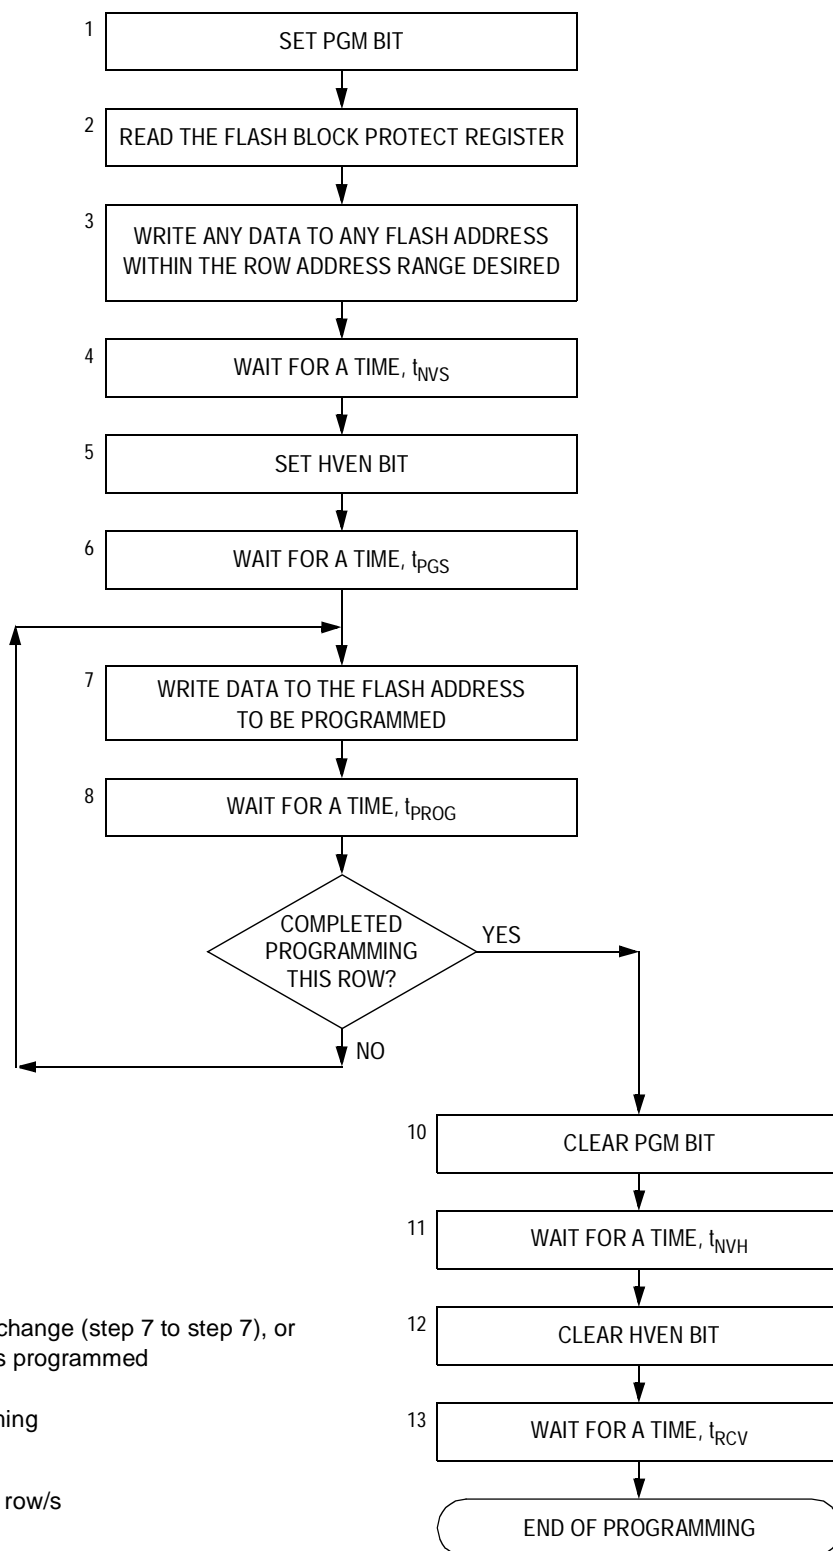 1
SET PGM BIT
2
READ THE FLASH BLOCK PROTECT REGISTER
3
WRITE ANY DATA TO ANY FLASH ADDRESS
WITHIN THE ROW ADDRESS RANGE DESIRED
4
WAIT FOR A TIME, tNVS
5
SET HVEN BIT
6
WAIT FOR A TIME, tPGS
7
WRITE DATA TO THE FLASH ADDRESS
TO BE PROGRAMMED
8
WAIT FOR A TIME, tPROG
COMPLETED
PROGRAMMING
THIS ROW?
YES
NO
10
CLEAR PGM BIT
11
WAIT FOR A TIME, tNVH
12
CLEAR HVEN BIT
13
WAIT FOR A TIME, tRCV
END OF PROGRAMMING
change (step 7 to step 7), or
programmed
row/s